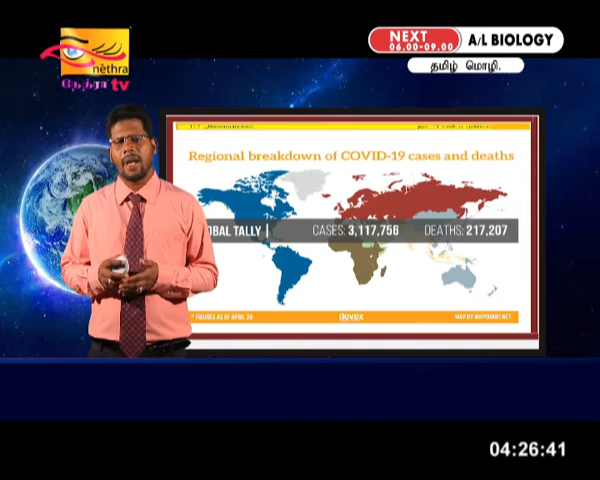 NEXT
06.00-09.00
A/L BIOLOGY
தமிழ் மொழி.
nēthra
நேத்ரா tv
Regional breakdown of COVID-19 cases and deaths
OBAL TALLY
CASES: 3,117,756
DEATHS: 217,207
* FIGURES AS OF APRIL 29
devex
04:26:41